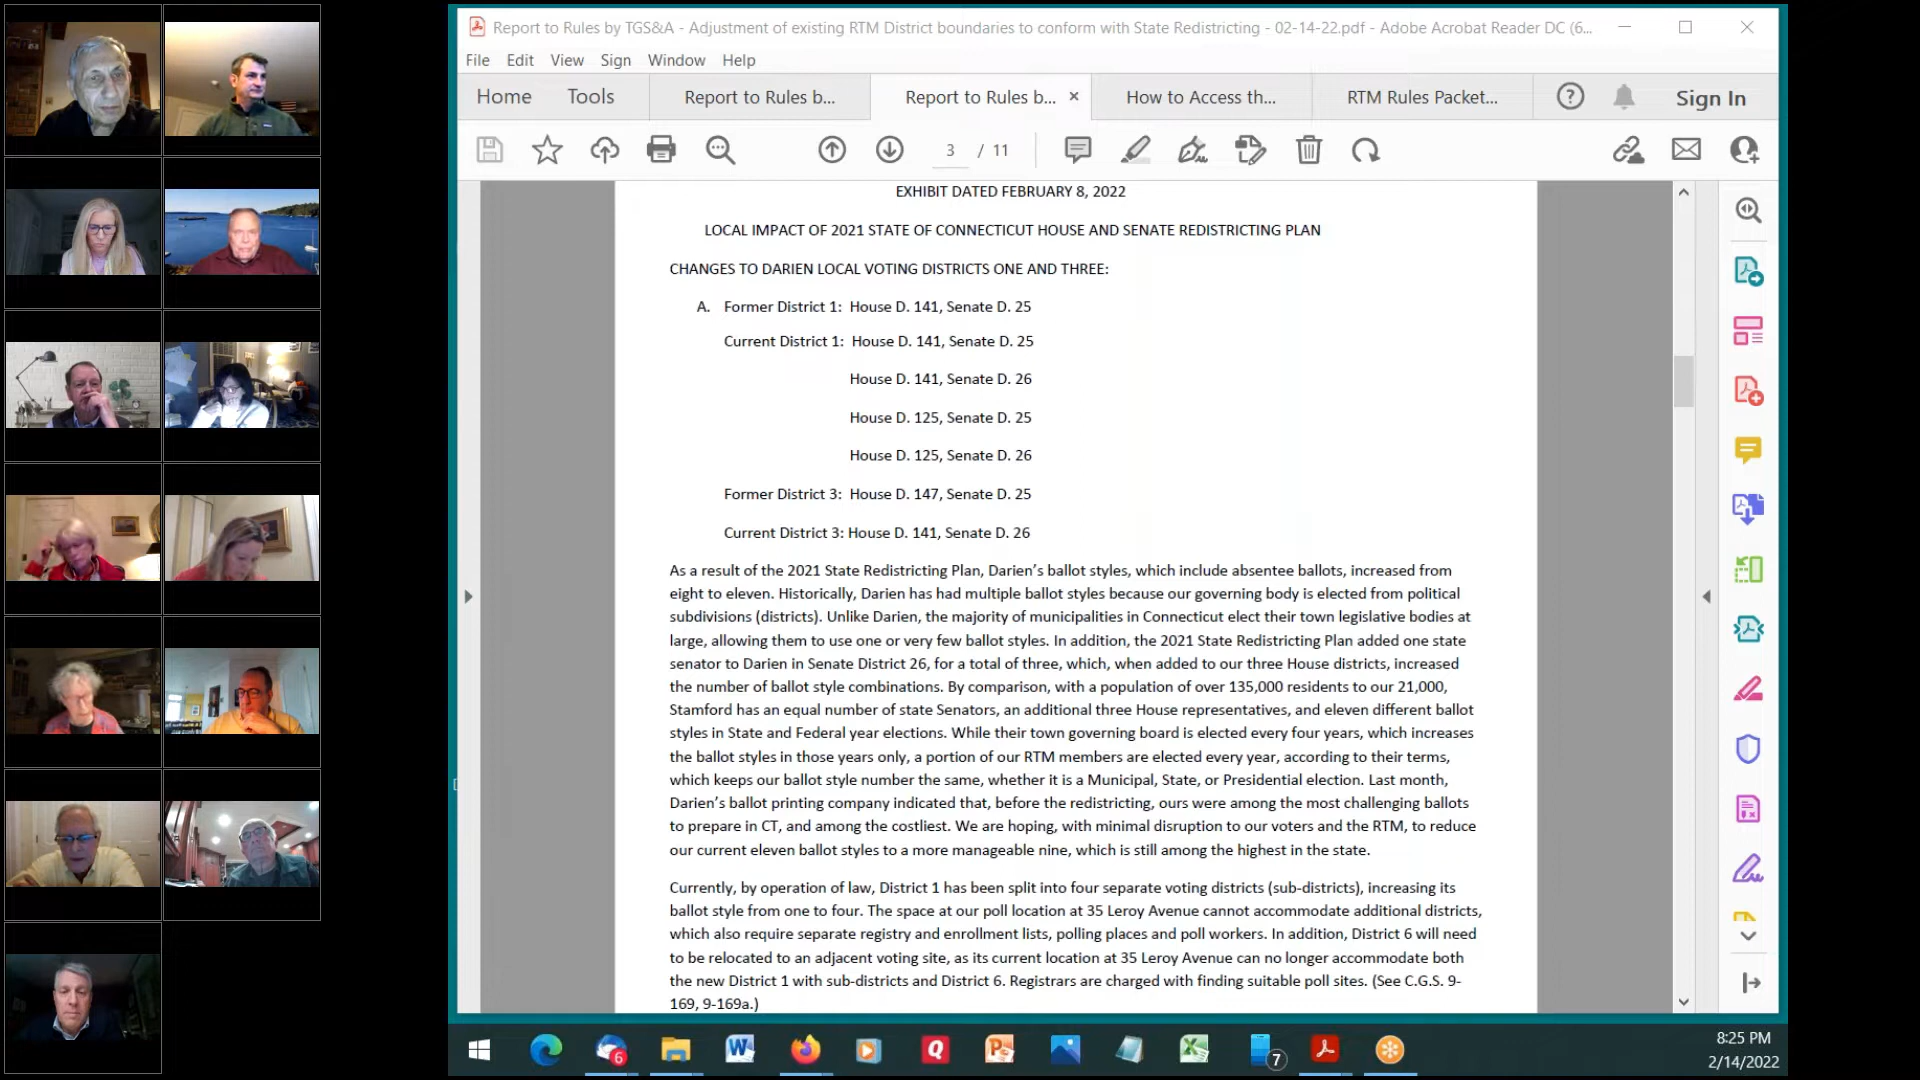 Report to Rules by TGS&A - Adjustment of existing RTM District boundaries to conform with State Redistricting - 02-14-22.pdf - Adobe Acrobat Reader DC (6...
File Edit View Sign Window Help
Home Tools Report to Rules b... Report to Rules b... × How to Access th... RTM Rules Packet... Sign In
3 / 11
EXHIBIT DATED FEBRUARY 8, 2022
LOCAL IMPACT OF 2021 STATE OF CONNECTICUT HOUSE AND SENATE REDISTRICTING PLAN
CHANGES TO DARIEN LOCAL VOTING DISTRICTS ONE AND THREE:
A. Former District 1: House D. 141, Senate D. 25
Current District 1: House D. 141, Senate D. 25
House D. 141, Senate D. 26
House D. 125, Senate D. 25
House D. 125, Senate D. 26
Former District 3: House D. 147, Senate D. 25
Current District 3: House D. 141, Senate D. 26
As a result of the 2021 State Redistricting Plan, Darien's ballot styles, which include absentee ballots, increased from
eight to eleven. Historically, Darien has had multiple ballot styles because our governing body is elected from political
subdivisions (districts). Unlike Darien, the majority of municipalities in Connecticut elect their town legislative bodies at
large, allowing them to use one or very few ballot styles. In addition, the 2021 State Redistricting Plan added one state
senator to Darien in Senate District 26, for a total of three, which, when added to our three House districts, increased
the number of ballot style combinations. By comparison, with a population of over 135,000 residents to our 21,000,
Stamford has an equal number of state Senators, an additional three House representatives, and eleven different ballot
styles in State and Federal year elections. While their town governing board is elected every four years, which increases
the ballot styles in those years only, a portion of our RTM members are elected every year, according to their terms,
which keeps our ballot style number the same, whether it is a Municipal, State, or Presidential election. Last month,
Darien's ballot printing company indicated that, before the redistricting, ours were among the most challenging ballots
to prepare in CT, and among the costliest. We are hoping, with minimal disruption to our voters and the RTM, to reduce
our current eleven ballot styles to a more manageable nine, which is still among the highest in the state.
Currently, by operation of law, District 1 has been split into four separate voting districts (sub-districts), increasing its
ballot style from one to four. The space at our poll location at 35 Leroy Avenue cannot accommodate additional districts,
which also require separate registry and enrollment lists, polling places and poll workers. In addition, District 6 will need
to be relocated to an adjacent voting site, as its current location at 35 Leroy Avenue can no longer accommodate both
the new District 1 with sub-districts and District 6. Registrars are charged with finding suitable poll sites. (See C.G.S. 9-
169, 9-169a.)
6 7
8:25 PM
2/14/2022